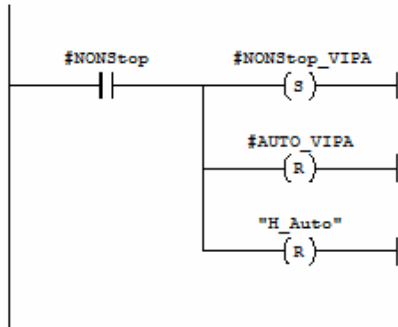 #NONStop #NONStop_VIPA
S
#AUTO_VIPA
R
"H_Auto"
R